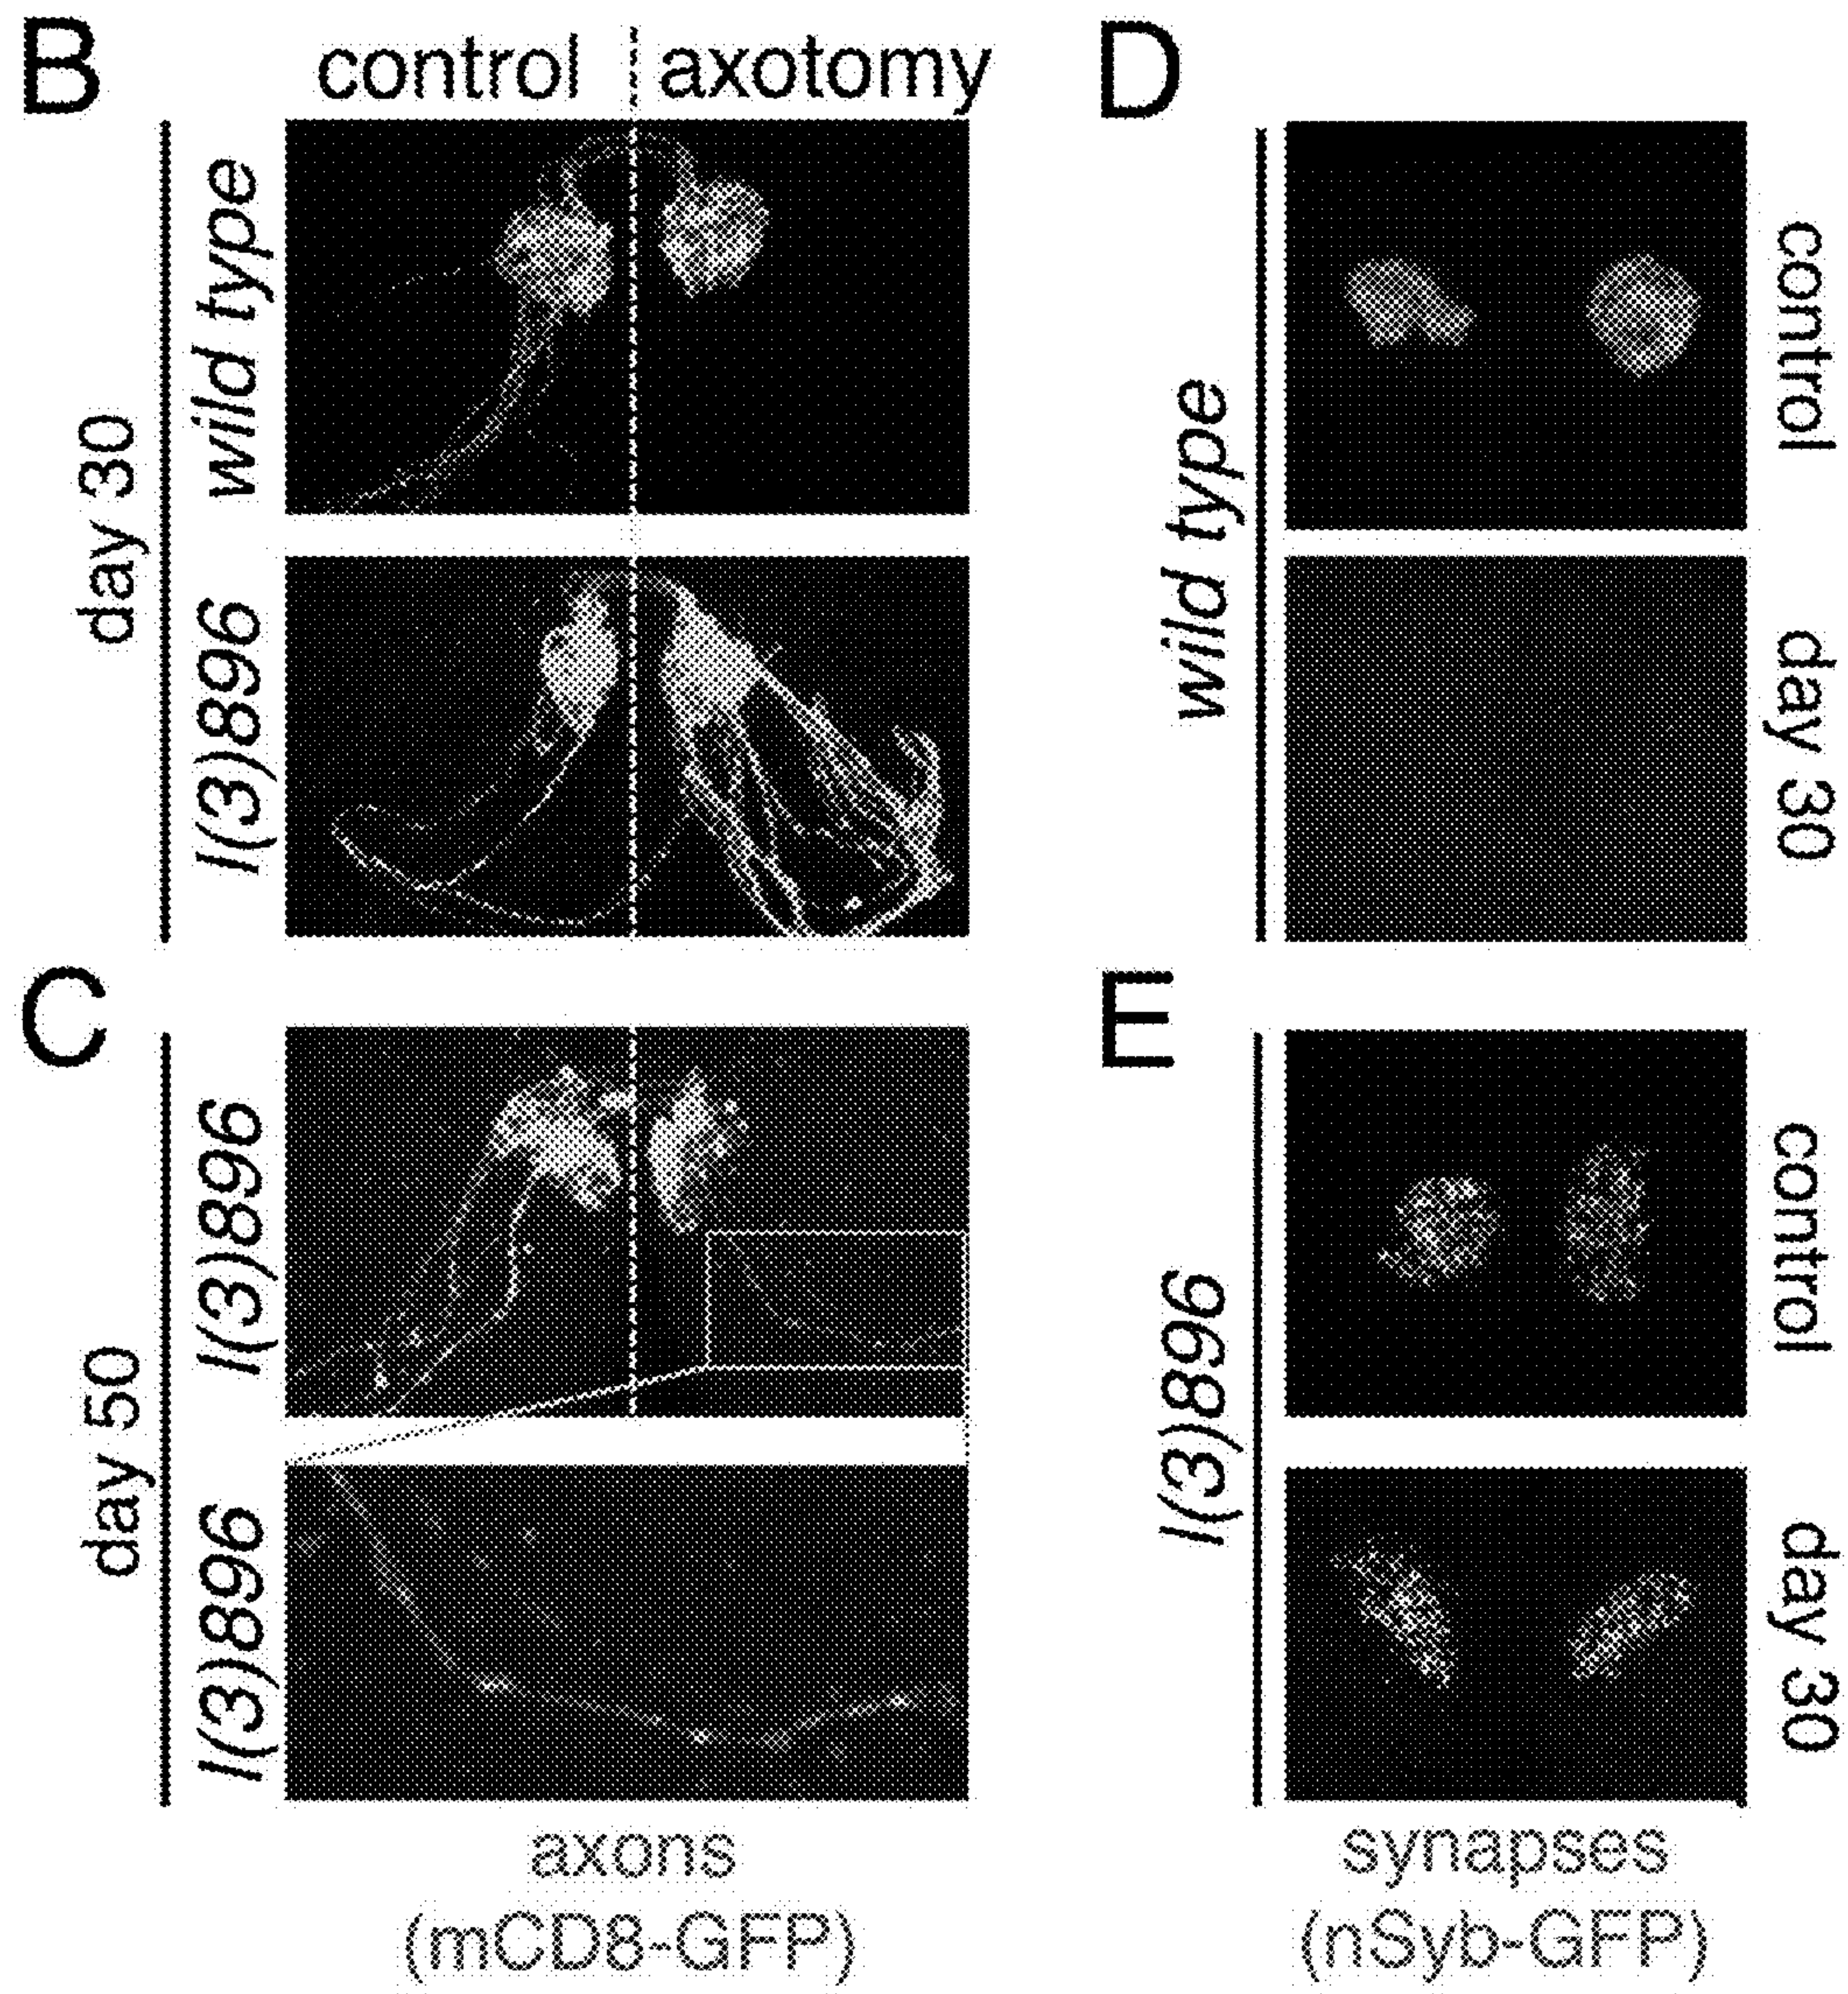 B
control
axotomy
day 30
wild type
l(3)896
C
day 50
l(3)896
l(3)896
axons
(mCD8-GFP)
D
wild type
control
day 30
E
l(3)896
control
day 30
synapses
(nSyb-GFP)